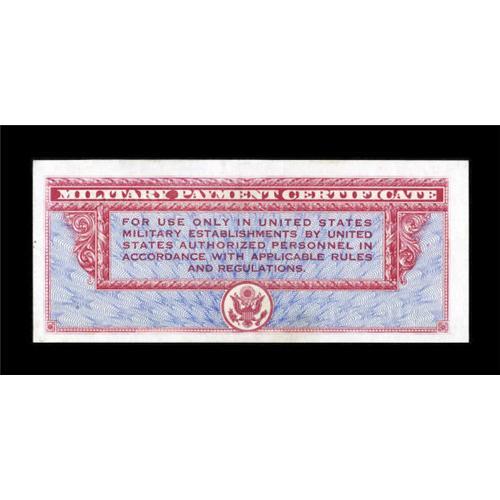 MILITARY PAYMENT CERTIFICATE
FOR USE ONLY IN UNITED STATES
MILITARY ESTABLISHMENTS BY UNITED
STATES AUTHORIZED PERSONNEL IN
ACCORDANCE WITH APPLICABLE RULES
AND REGULATIONS.